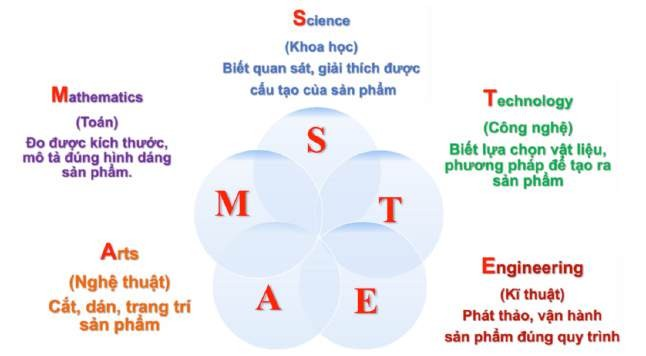 Science
(Khoa học)
Biết quan sát, giải thích được
cấu tạo của sản phẩm
Mathematics
(Toán)
Đo được kích thước,
mô tả đúng hình dáng
sản phẩm.
Technology
(Công nghệ)
Biết lựa chọn vật liệu,
phương pháp để tạo ra
sản phẩm
S
M
T
A
E
Arts
(Nghệ thuật)
Cắt, dán, trang trí
sản phẩm
Engineering
(Kĩ thuật)
Phát thảo, vận hành
sản phẩm đúng quy trình